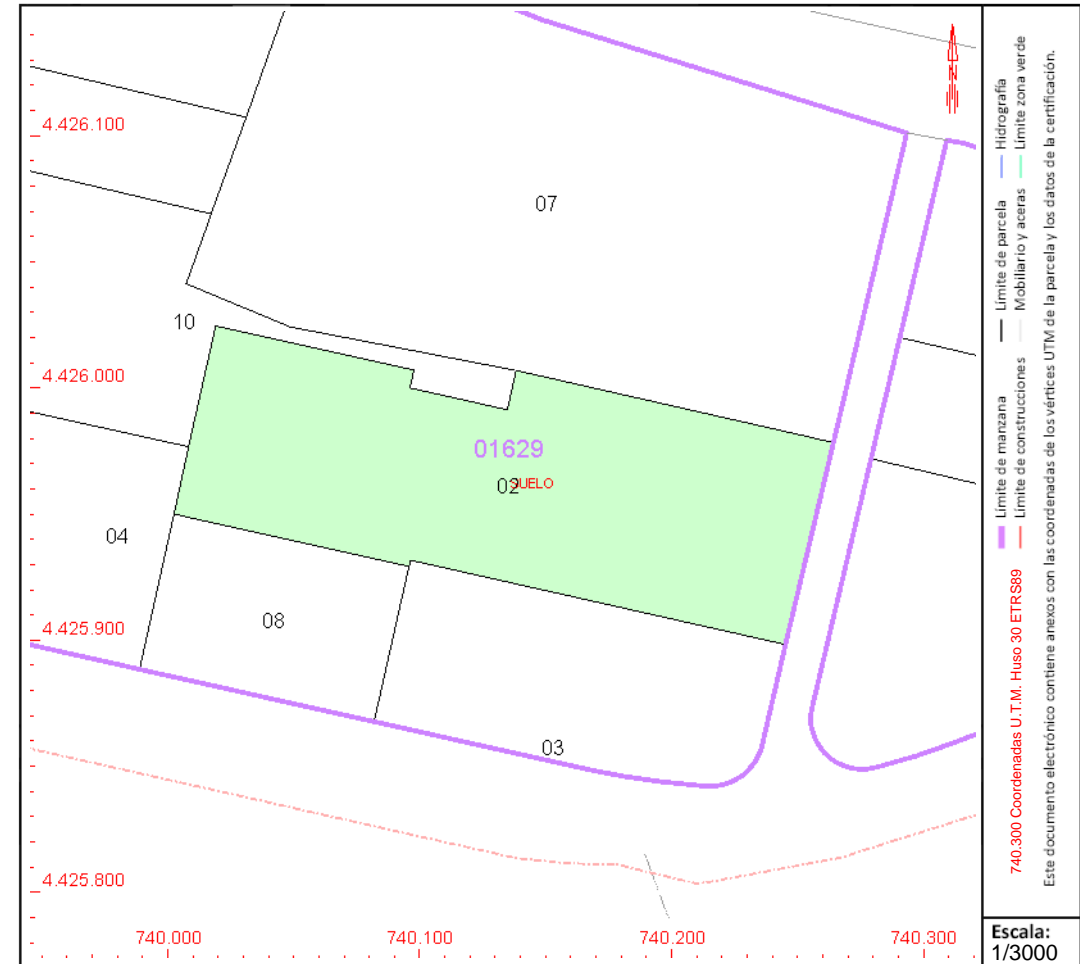 4.426.100
07
10
4.426.000
01629
02
SUELO
04
08
4.425.900
03
4.425.800
740.000
740.100
740.200
740.300
N
Límite de manzana
Límite de parcela
Hidrografía
Límite de construcciones
Mobiliario y aceras
Límite zona verde
740.300 Coordenadas U.T.M. Huso 30 ETRS89
Este documento electrónico contiene anexos con las coordenadas de los vértices UTM de la parcela y los datos de la certificación.
Escala:
1/3000